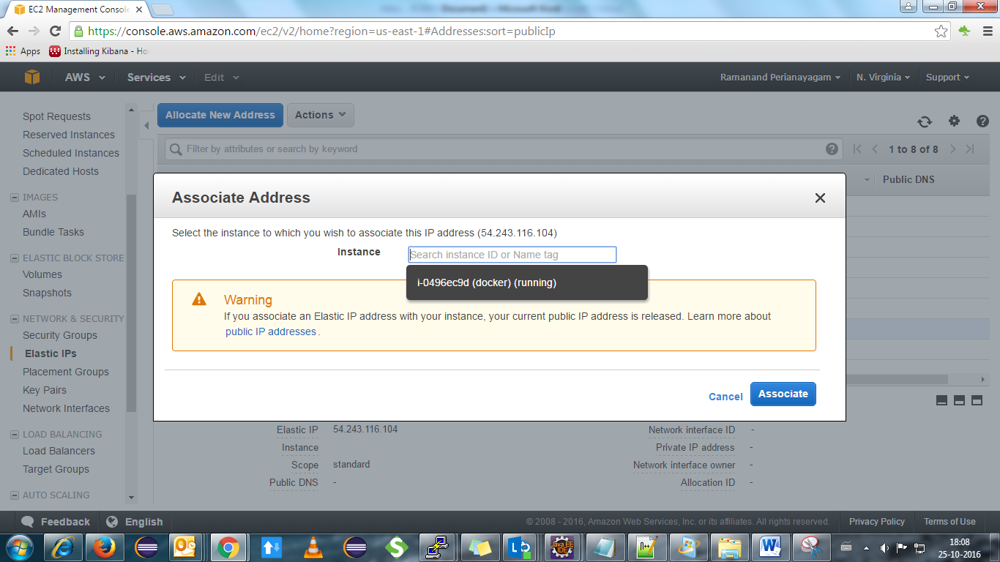 EC2 Management Console
https://console.aws.amazon.com/ec2/v2/home?region=us-east-1#Addresses:sort=publicIp
Apps Installing Kibana - Ho
AWS Services Edit Ramanand Perianayagam N. Virginia Support
Spot Requests
Reserved Instances
Scheduled Instances
Dedicated Hosts
IMAGES
AMIs
Bundle Tasks
ELASTIC BLOCK STORE
Volumes
Snapshots
NETWORK & SECURITY
Security Groups
Elastic IPs
Placement Groups
Key Pairs
Network Interfaces
LOAD BALANCING
Load Balancers
Target Groups
AUTO SCALING
Allocate New Address Actions
Filter by attributes or search by keyword 1 to 8 of 8
Public DNS
Associate Address
Select the instance to which you wish to associate this IP address (54.243.116.104)
Instance Search instance ID or Name tag
i-0496ec9d (docker) (running)
Warning
If you associate an Elastic IP address with your instance, your current public IP address is released. Learn more about
public IP addresses.
Cancel Associate
Elastic IP 54.243.116.104 Network interface ID -
Instance Private IP address -
Scope standard Network interface owner -
Public DNS - Allocation ID -
Feedback English © 2008 - 2016, Amazon Web Services, Inc. or its affiliates. All rights reserved. Privacy Policy Terms of Use
18:08
25-10-2016